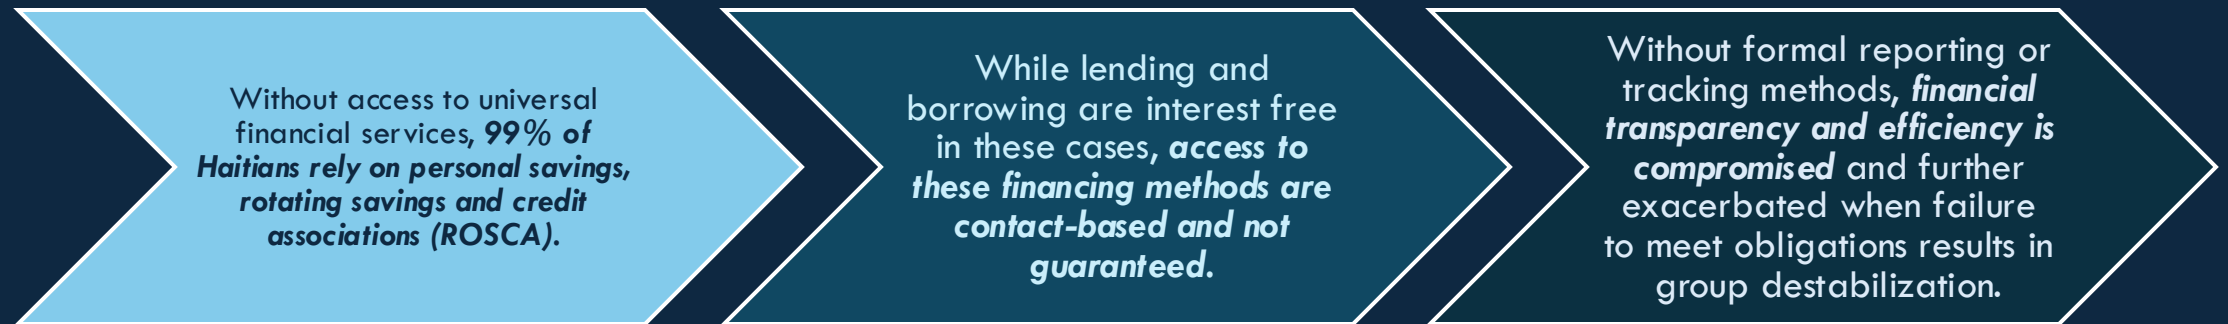 Without access to universal
financial services, 99% of
Haitians rely on personal savings,
rotating savings and credit
associations (ROSCA).
While lending and
borrowing are interest free
in these cases, access to
these financing methods are
contact-based and not
guaranteed.
Without formal reporting or
tracking methods, financial
transparency and efficiency is
compromised and further
exacerbated when failure
to meet obligations results in
group destabilization.